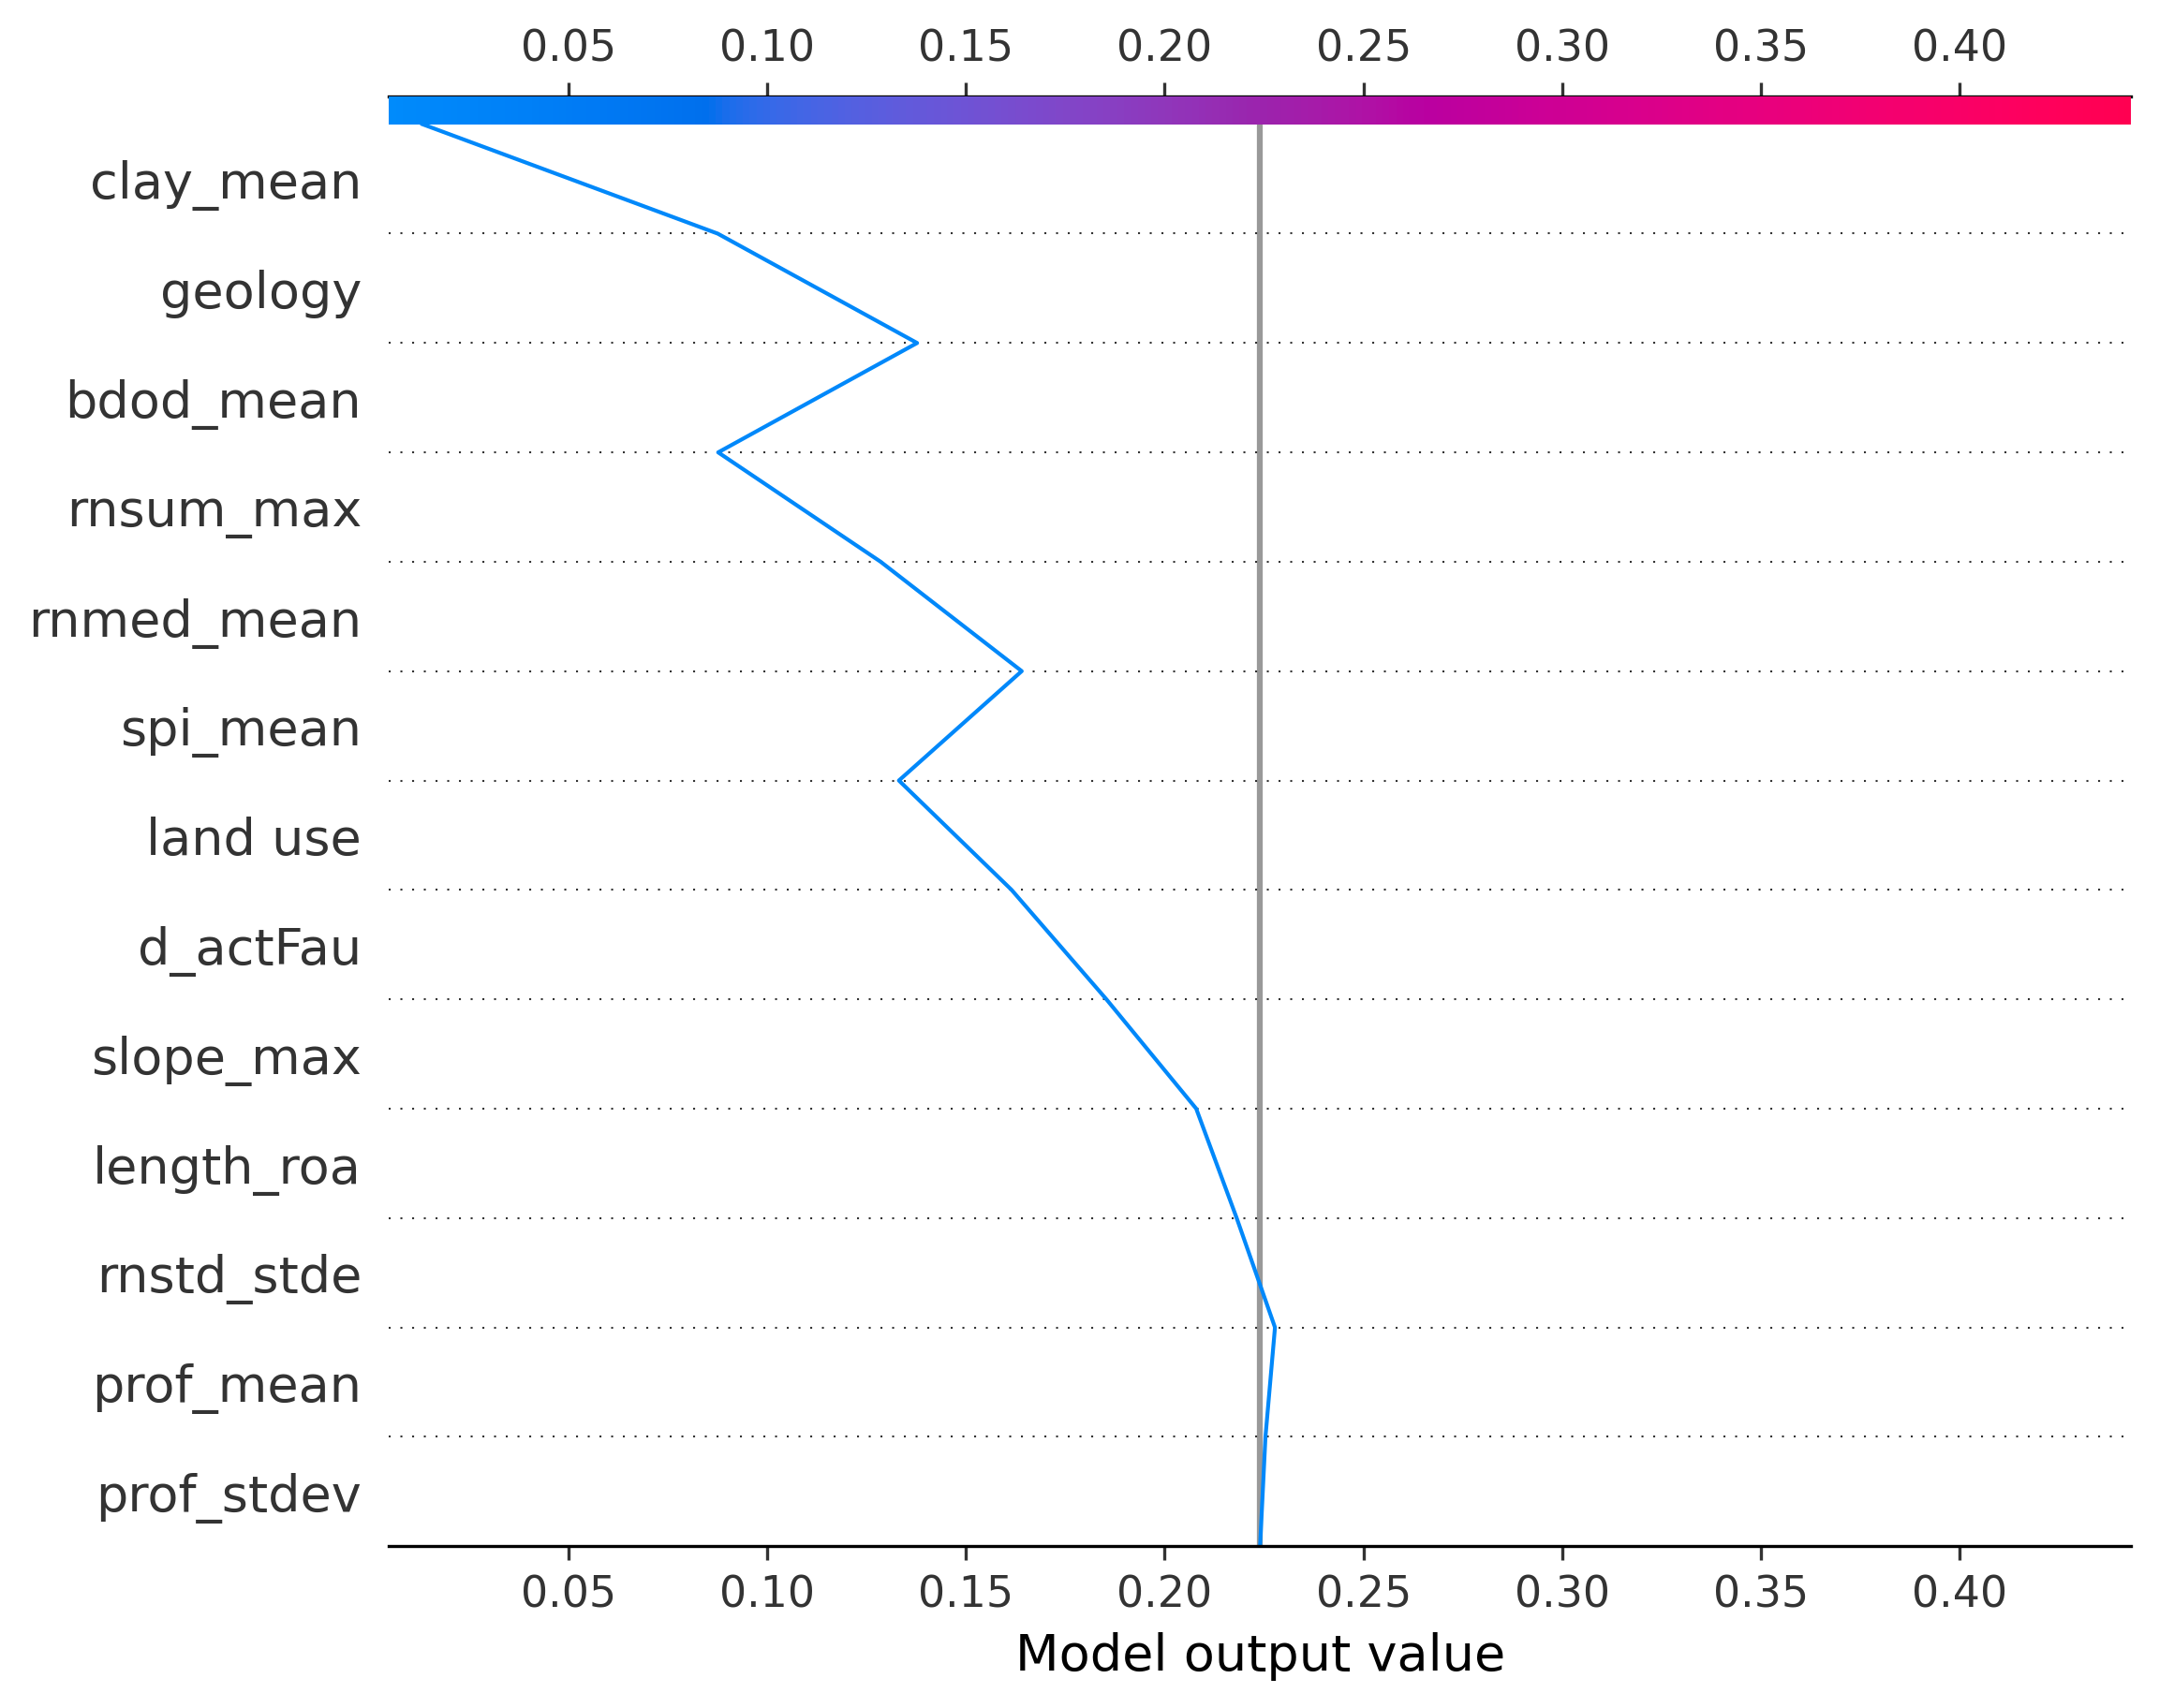 0.05 0.10 0.15 0.20 0.25 0.30 0.35 0.40
clay_mean
geology
bdod_mean
rnsum_max
rnmed_mean
spi_mean
land use
d_actFau
slope_max
length_roa
rnstd_stde
prof_mean
prof_stdev
0.05 0.10 0.15 0.20 0.25 0.30 0.35 0.40
Model output value